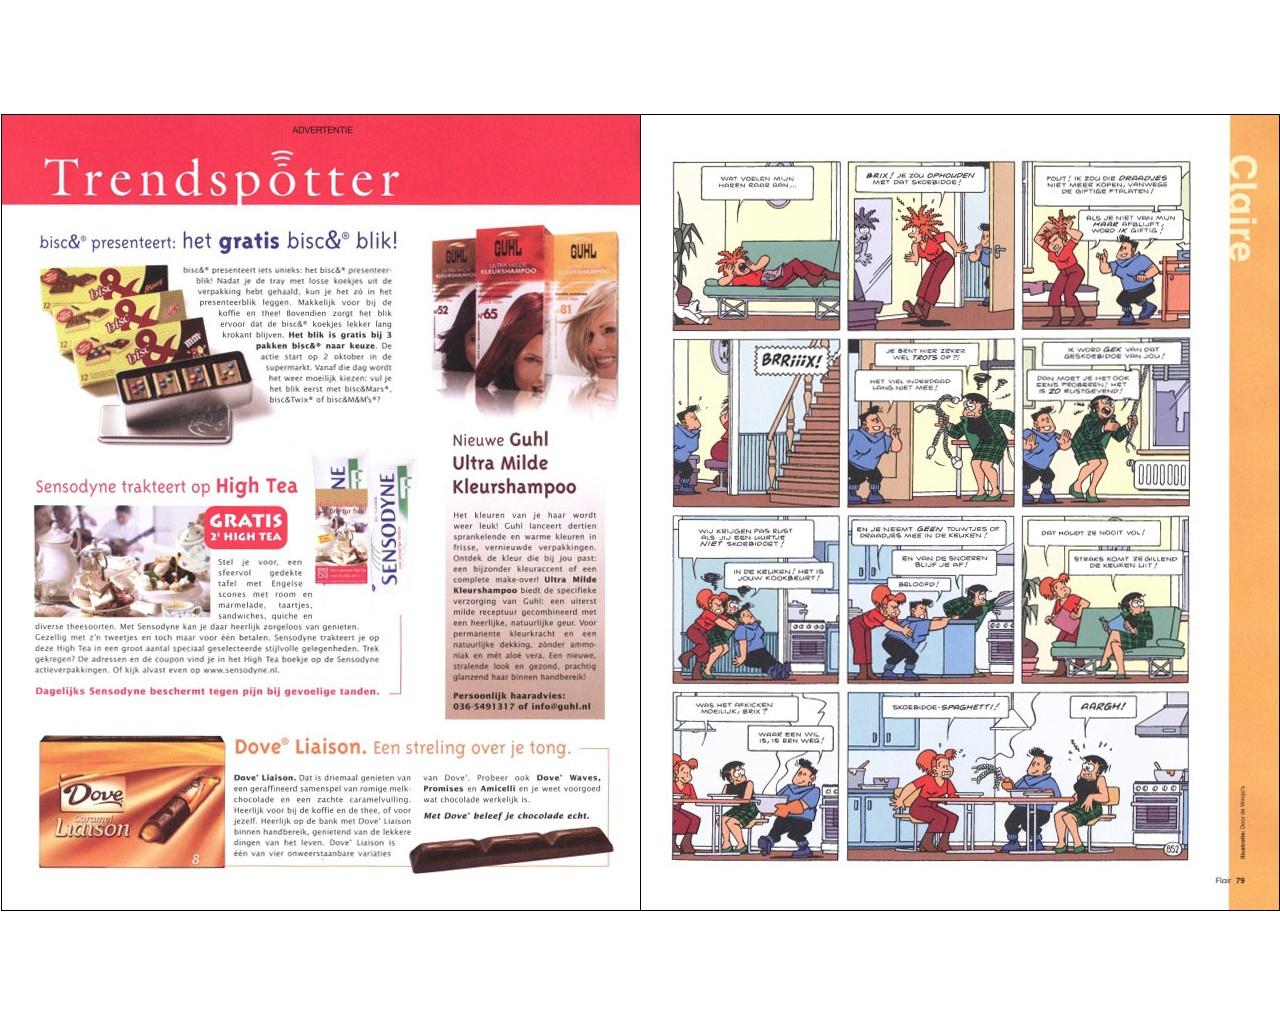 ADVERTENTIE
Trendspotter
bisc&® presenteert: het gratis bisc&® blik!
bisc&® presenteert iets unieks: het bisc& presenteer-
blik! Nadat je de tray met losse koekjes uit de
verpakking hebt gehaald, kun je het zó in het
presenteerblik leggen. Makkelijk voor bij de
koffie en thee! Bovendien zorgt het blik
ervoor dat de bisc&® koekjes lekker lang
krokant blijven. Het blik is gratis bij 3
pakken bisc&® naar keuze. De
actie start op 2 oktober in de
supermarkt. Vanaf die dag wordt
het weer moeilijk kiezen: vul je
het blik eerst met bisc&Mars®,
bisc&Twix® of bisc&M&M's®?
GUHL
ULTRA MILDE
KLEURSHAMPOO
N°52
GUHL
ULTRA MILDE
KLEURSHAMPOO
N°65
GUHL
ULTRA MILDE
KLEURSHAMPOO
N°81
Sensodyne trakteert op High Tea
GRATIS
2e HIGH TEA
SENSODYNE
Stel je voor, een
sfeervol gedekte
tafel met Engelse
scones met room en
marmelade, taartjes,
sandwiches, quiche en
diverse theesoorten. Met Sensodyne kan je daar heerlijk zorgeloos van genieten.
Gezellig met z'n tweetjes en toch maar voor één betalen. Sensodyne trakteert je op
deze High Tea in een groot aantal speciaal geselecteerde stijlvolle gelegenheden. Trek
gekregen? De adressen en de coupon vind je in het High Tea boekje op de Sensodyne
actieverpakkingen. Of kijk alvast even op www.sensodyne.nl.
Dagelijks Sensodyne beschermt tegen pijn bij gevoelige tanden.
Nieuwe Guhl
Ultra Milde
Kleurshampoo
Het kleuren van je haar wordt
weer leuk! Guhl lanceert dertien
sprankelende en warme kleuren in
frisse, vernieuwde verpakkingen.
Ontdek de kleur die bij jou past:
een bijzonder kleuraccent of een
complete make-over! Ultra Milde
Kleurshampoo biedt de specifieke
verzorging van Guhl: een uiterst
milde receptuur gecombineerd met
een heerlijke, natuurlijke geur. Voor
permanente kleurkracht en een
natuurlijke dekking, zónder ammo-
niak en mét aloë vera. Een nieuwe,
stralende look en gezond, prachtig
glanzend haar binnen handbereik!
Persoonlijk haaradvies:
036-5491317 of info@guhl.nl
Dove
Caramel
Liaison
8
Dove® Liaison. Een streling over je tong.
Dove® Liaison. Dat is driemaal genieten van
een geraffineerd samenspel van romige melk-
chocolade en een zachte caramelvulling.
Heerlijk voor bij de koffie en de thee, of voor
jezelf. Heerlijk op de bank met Dove® Liaison
binnen handbereik, genietend van de lekkere
dingen van het leven. Dove® Liaison is
één van vier onweerstaanbare variaties
van Dove®. Probeer ook Dove® Waves,
Promises en Amicelli en je weet voorgoed
wat chocolade werkelijk is.
Met Dove® beleef je chocolade echt.
Claire
WAT VOELEN MIJN
HAREN RAAR AAN...
BRIX! JE ZOU OPHOUDEN
MET DAT SKOEBIDOE!
FOUT! IK ZOU DIE DRAADJES
NIET MEER KOPEN, VANWEGE
DE GIFTIGE FTALATEN!
ALS JE NIET VAN MIJN
HAAR AFBLIJFT,
WORD IK GIFTIG!
BRRiiiX!
JE BENT HIER ZEKER
WEL TROTS OP?!
HET VIEL INDERDAAD
LANG NIET MEE!
IK WORD GEK VAN DAT
GESKOEBIDOE VAN JOU!
DAN MOET JE HET OOK
EENS PROBEREN! HET
IS ZO RUSTGEVEND!
WIJ KRIJGEN PAS RUST
ALS JIJ EEN UURTJE
NIET SKOEBIDOET!
IN DE KEUKEN! HET IS
JOUW KOOKBEURT!
EN JE NEEMT GEEN TOUWTJES OF
DRAADJES MEE IN DE KEUKEN!
EN VAN DE SNOEREN
BLIJF JE AF!
BELOOFD!
DAT HOUDT ZE NOOIT VOL!
STRAKS KOMT ZE GILLEND
DE KEUKEN UIT!
WAS HET AFKICKEN
MOEILIJK, BRIX?
WAAR EEN WIL
IS, IS EEN WEG!
SKOEBIDOE-SPAGHETTI!
AARGH!
852
Illustratie: Door de Wiroja's
Flair 79